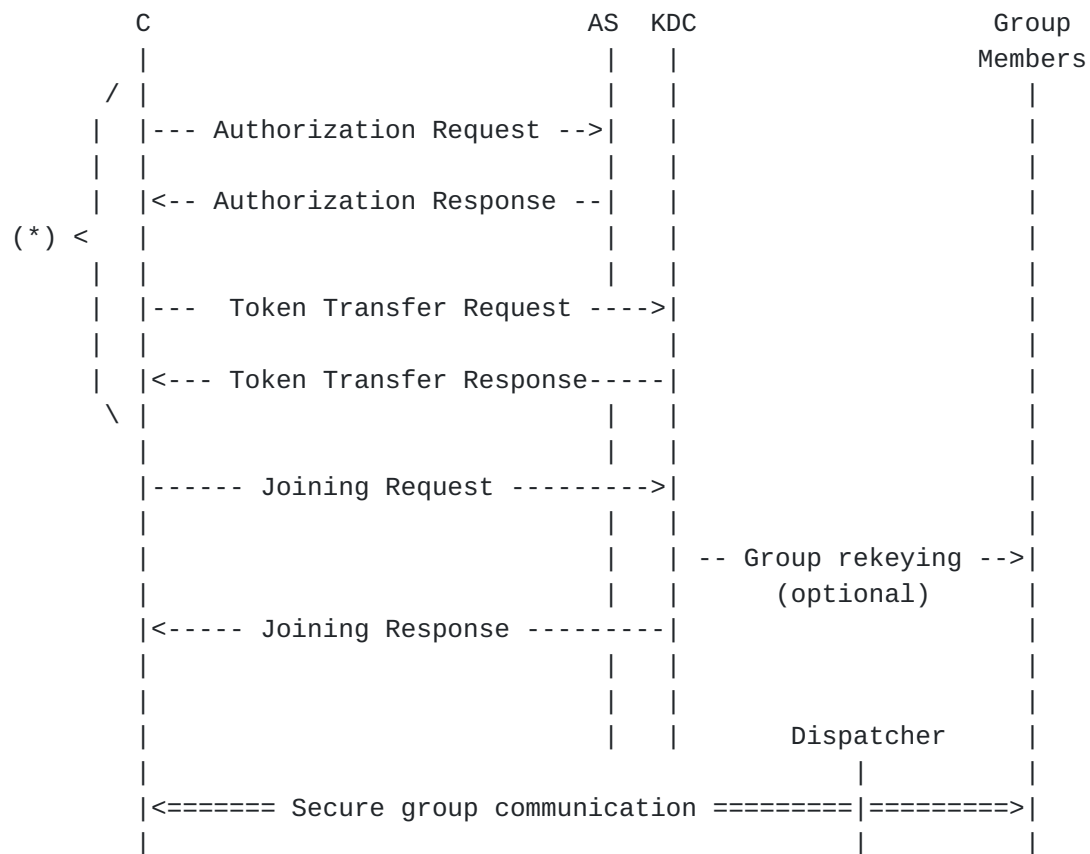 C                             AS  KDC                    Group
        |                             |   |                   Members
      / |                             |   |                      |
     |  |--- Authorization Request -->|   |                      |
     |  |                             |   |                      |
     |  |<-- Authorization Response --|   |                      |
(*) <   |                             |   |                      |
     |  |                             |   |                      |
     |  |---  Token Transfer Request ---->|                      |
     |  |                                 |                      |
     |  |<--- Token Transfer Response-----|                      |
      \ |                             |   |                      |
        |                             |   |                      |
        |------ Joining Request --------->|                      |
        |                             |   |                      |
        |                             |   | -- Group rekeying -->|
        |                             |   |      (optional)      |
        |<----- Joining Response ---------|                      |
        |                             |   |                      |
        |                             |   |                      |
        |                             |   |       Dispatcher     |
        |                                             |          |
        |<======= Secure group communication =========|=========>|
        |                                             |          |